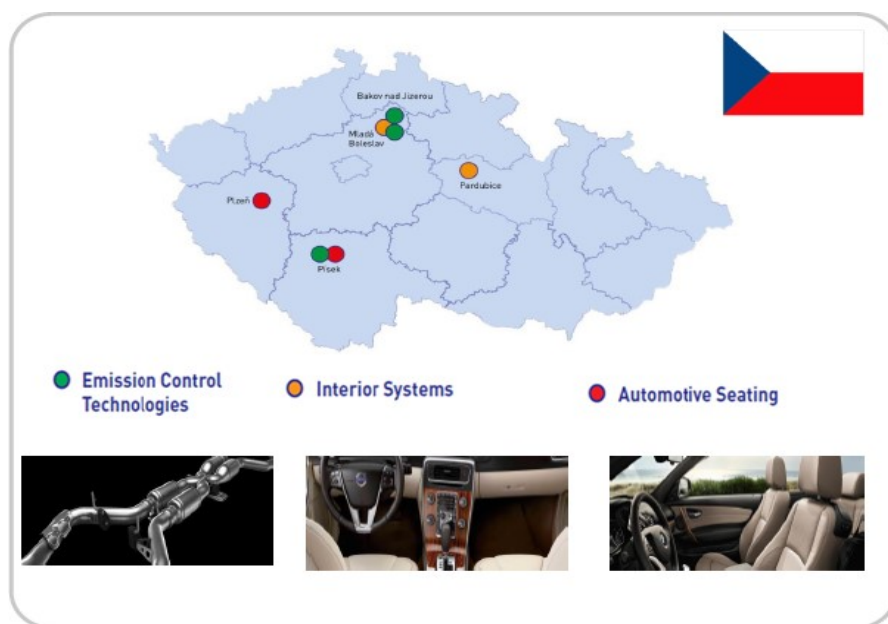 Bakov nad Jizerou
Mladá
Boleslav
Pardubice
Plzeň
Písek
Emission Control
Technologies
Interior Systems
Automotive Seating